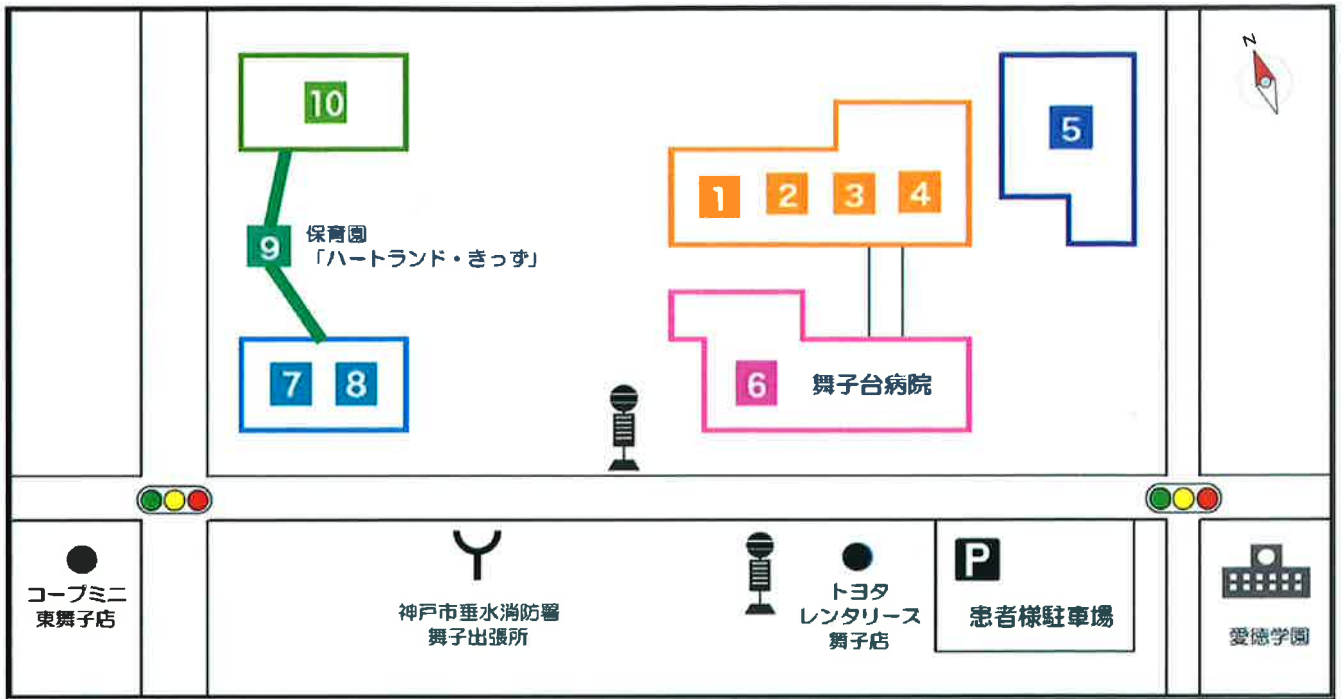 N
10
5
1
2
3
4
9
保育園
「ハートランド・きっず」
7
8
6
舞子台病院
コープミニ
東舞子店
神戸市垂水消防署
舞子出張所
トヨタ
レンタリース
舞子店
P
患者様駐車場
愛徳学園